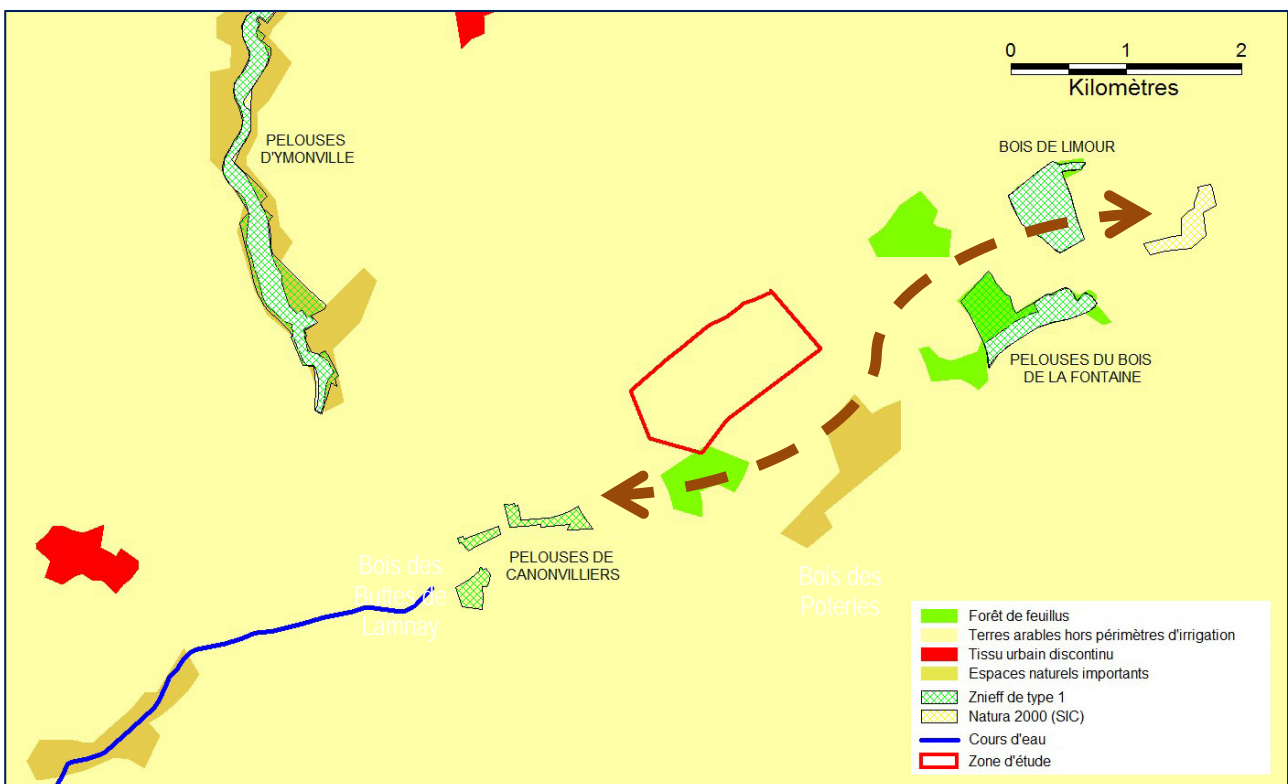 0 1 2
Kilomètres
PELOUSES
D'YMONVILLE
BOIS DE LIMOUR
PELOUSES DU BOIS
DE LA FONTAINE
PELOUSES DE
CANONVILLIERS
Bois des
Buttes de
Lamnay
Bois des
Poteries
Forêt de feuillus
Terres arables hors périmètres d'irrigation
Tissu urbain discontinu
Espaces naturels importants
Znieff de type 1
Natura 2000 (SIC)
Cours d'eau
Zone d'étude